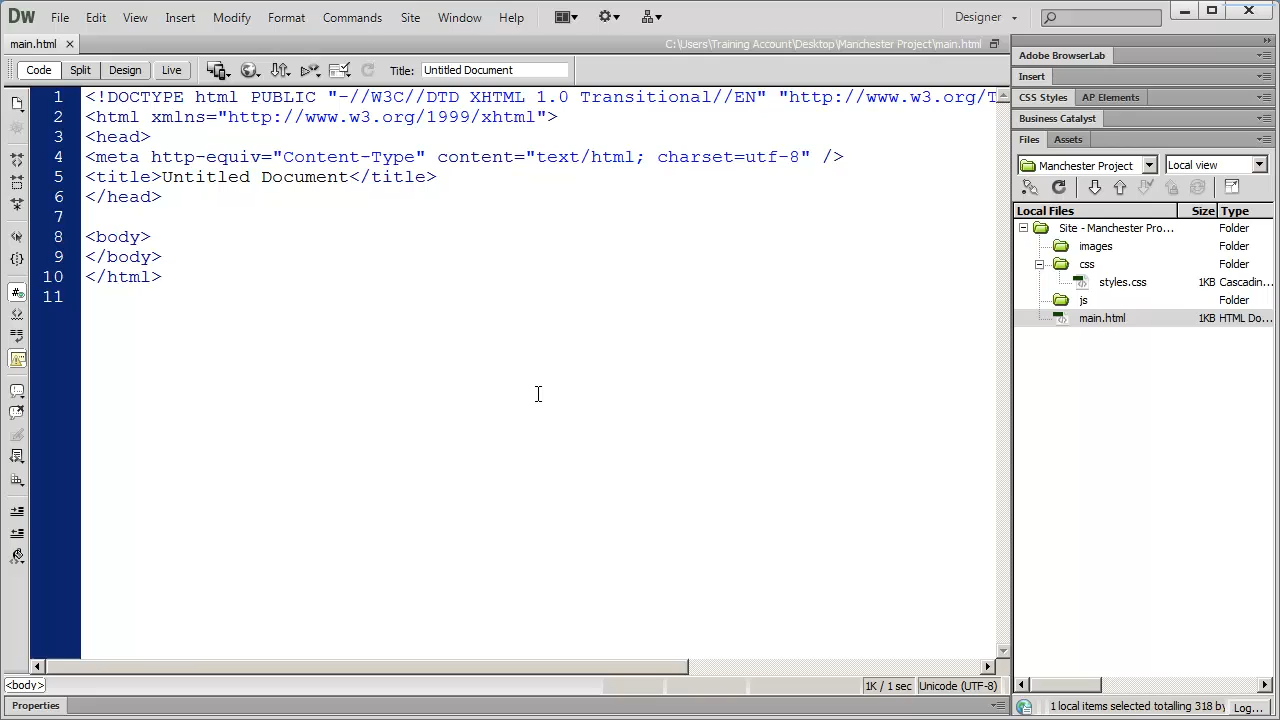 Dw File Edit View Insert Modify Format Commands Site Window Help Designer
main.html C:\Users\Training Account\Desktop\Manchester Project\main.html
Code Split Design Live Title: Untitled Document
1 <!DOCTYPE html PUBLIC "-//W3C//DTD XHTML 1.0 Transitional//EN" "http://www.w3.org/T
2 <html xmlns="http://www.w3.org/1999/xhtml">
3 <head>
4 <meta http-equiv="Content-Type" content="text/html; charset=utf-8" />
5 <title>Untitled Document</title>
6 </head>
7
8 <body>
9 </body>
10 </html>
11
<body> 1K / 1 sec Unicode (UTF-8)
Properties
Adobe BrowserLab
Insert
CSS Styles AP Elements
Business Catalyst
Files Assets
Manchester Project Local view
Local Files Size Type
Site - Manchester Pro... Folder
images Folder
css Folder
styles.css 1KB Cascadin...
js Folder
main.html 1KB HTML Do...
1 local items selected totalling 318 by Log...